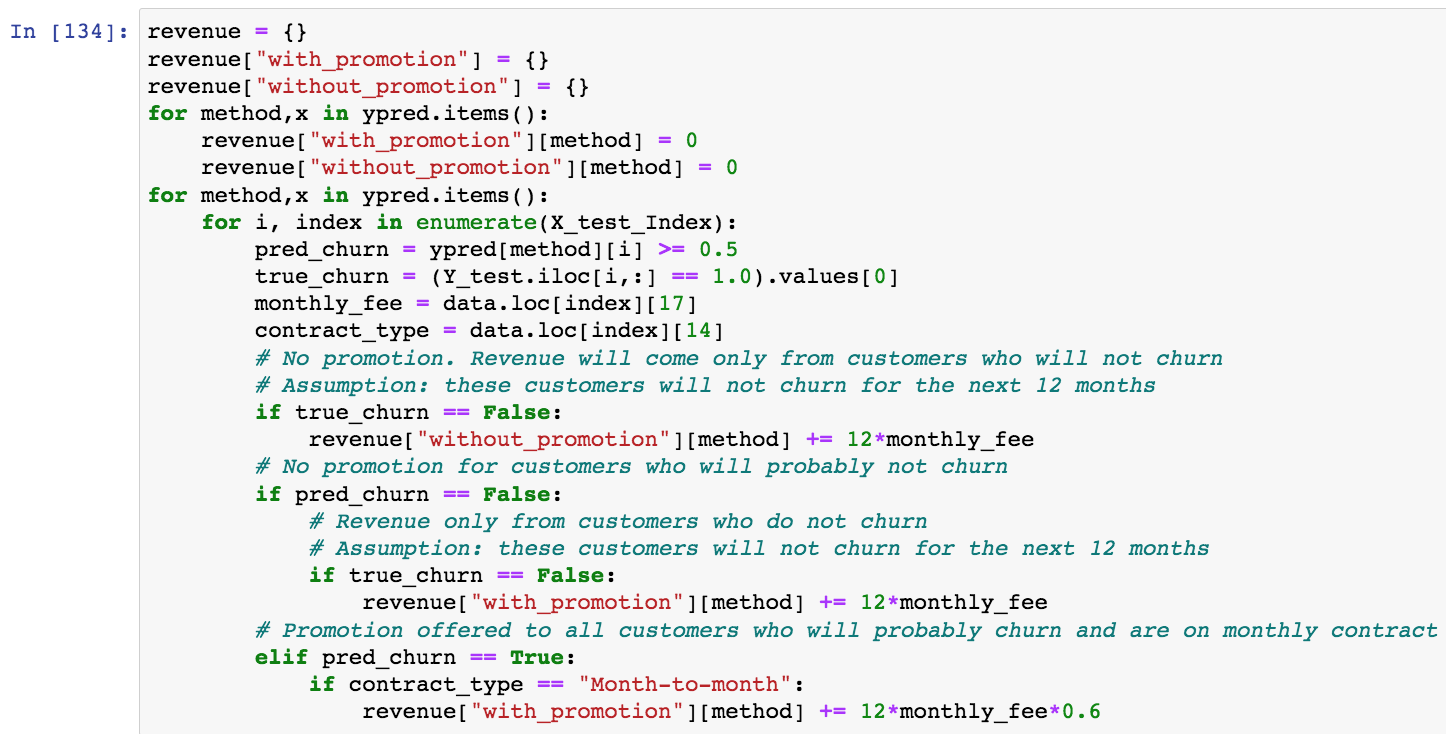 In [134]: revenue = {}
revenue["with_promotion"] = {}
revenue["without_promotion"] = {}
for method,x in ypred.items():
    revenue["with_promotion"][method] = 0
    revenue["without_promotion"][method] = 0
for method,x in ypred.items():
    for i, index in enumerate(X_test_Index):
        pred_churn = ypred[method][i] >= 0.5
        true_churn = (Y_test.iloc[i,:] == 1.0).values[0]
        monthly_fee = data.loc[index][17]
        contract_type = data.loc[index][14]
        # No promotion. Revenue will come only from customers who will not churn
        # Assumption: these customers will not churn for the next 12 months
        if true_churn == False:
            revenue["without_promotion"][method] += 12*monthly_fee
        # No promotion for customers who will probably not churn
        if pred_churn == False:
            # Revenue only from customers who do not churn
            # Assumption: these customers will not churn for the next 12 months
            if true_churn == False:
                revenue["with_promotion"][method] += 12*monthly_fee
        # Promotion offered to all customers who will probably churn and are on monthly contract
        elif pred_churn == True:
            if contract_type == "Month-to-month":
                revenue["with_promotion"][method] += 12*monthly_fee*0.6